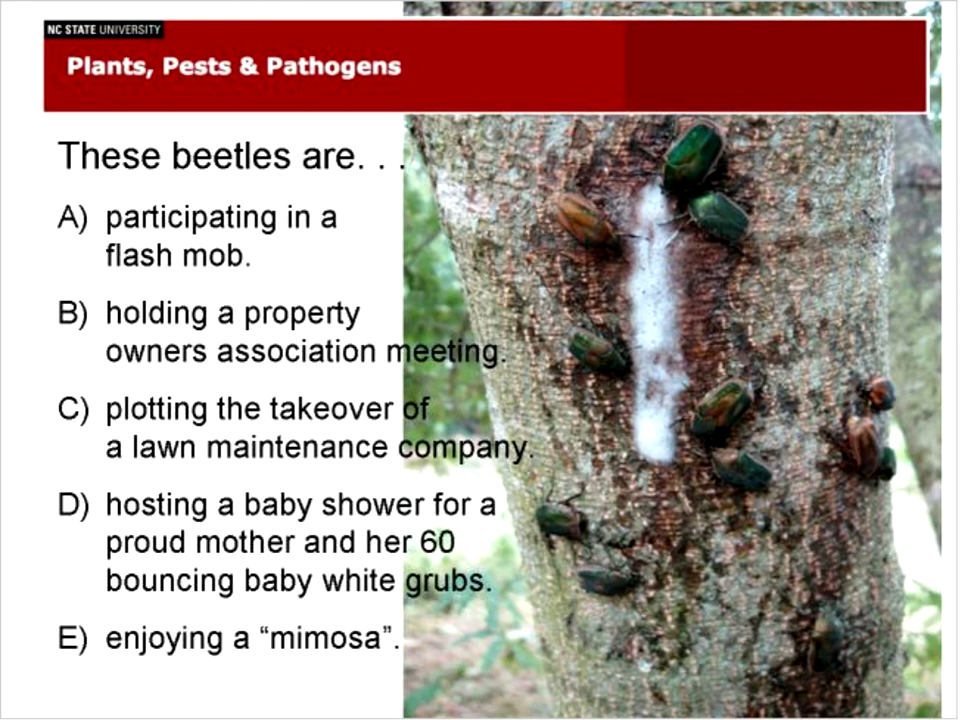 NC STATE UNIVERSITY
Plants, Pests & Pathogens
These beetles are. . .
A) participating in a
flash mob.
B) holding a property
owners association meeting.
C) plotting the takeover of
a lawn maintenance company.
D) hosting a baby shower for a
proud mother and her 60
bouncing baby white grubs.
E) enjoying a “mimosa”.